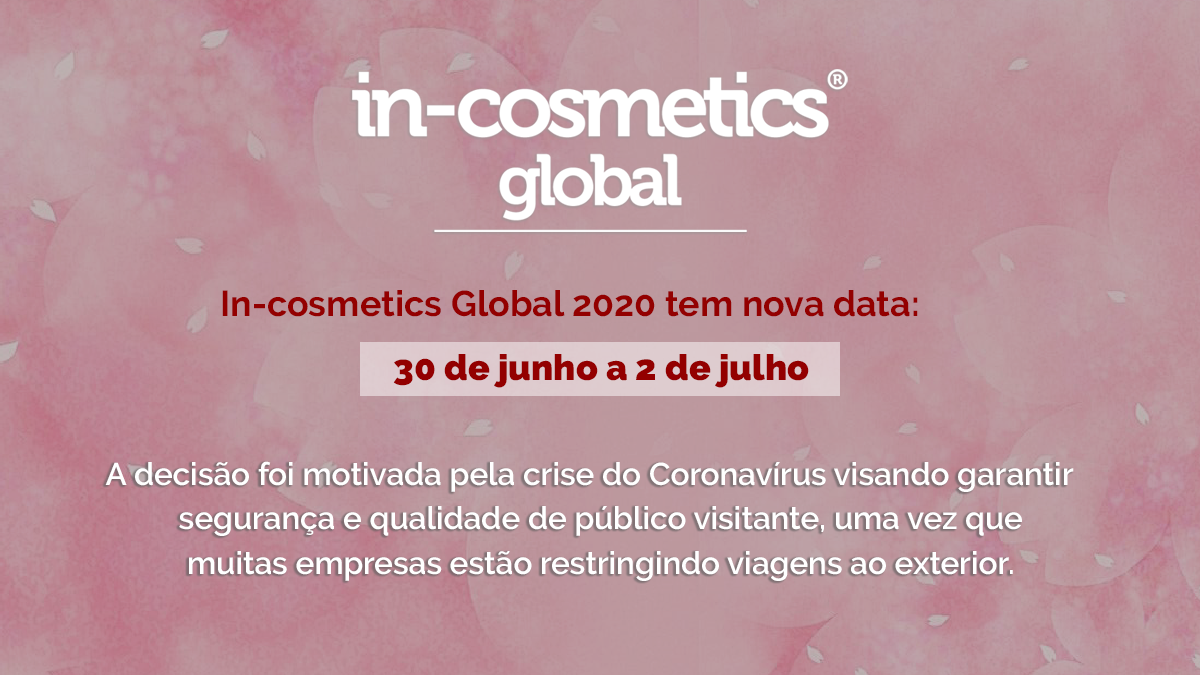 in-cosmetics®
global
In-cosmetics Global 2020 tem nova data:
30 de junho a 2 de julho
A decisão foi motivada pela crise do Coronavírus visando garantir
segurança e qualidade de público visitante, uma vez que
muitas empresas estão restringindo viagens ao exterior.